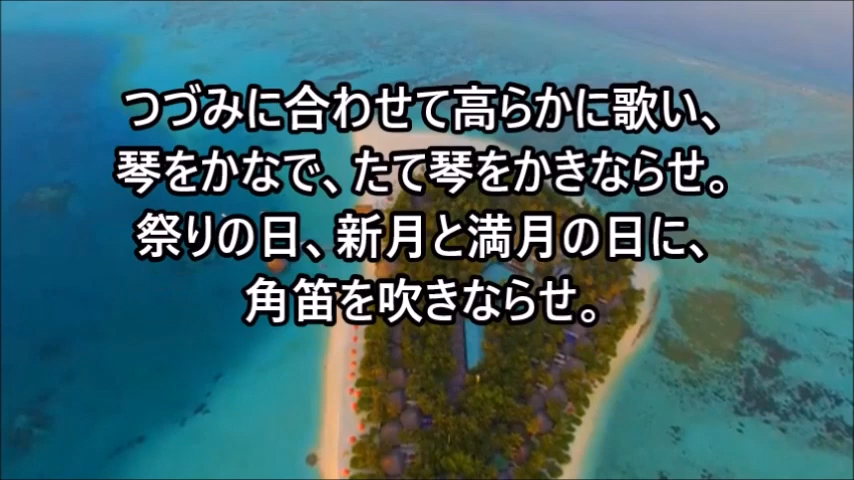 つづみに合わせて高らかに歌い、
琴をかなで、たて琴をかきならせ。
祭りの日、新月と満月の日に、
角笛を吹きならせ。